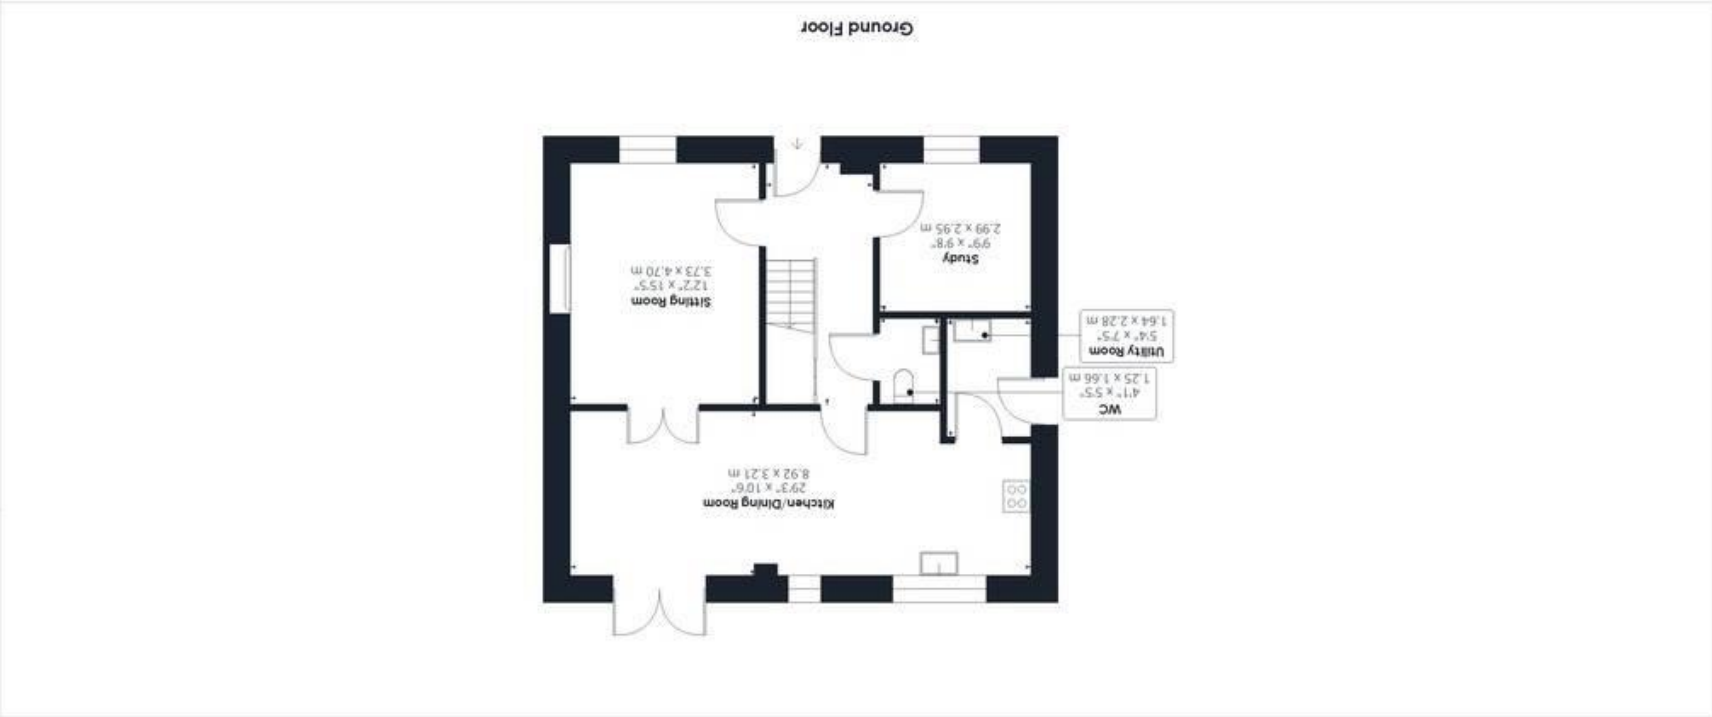 Kitchen/Dining Room
29'3" x 10'6"
8.92 x 3.21 m
WC
4'1" x 5'5"
1.25 x 1.66 m
Utility Room
5'4" x 7'5"
1.64 x 2.28 m
Sitting Room
12'2" x 15'5"
3.73 x 4.70 m
Study
9'9" x 9'8"
2.99 x 2.95 m
Ground Floor